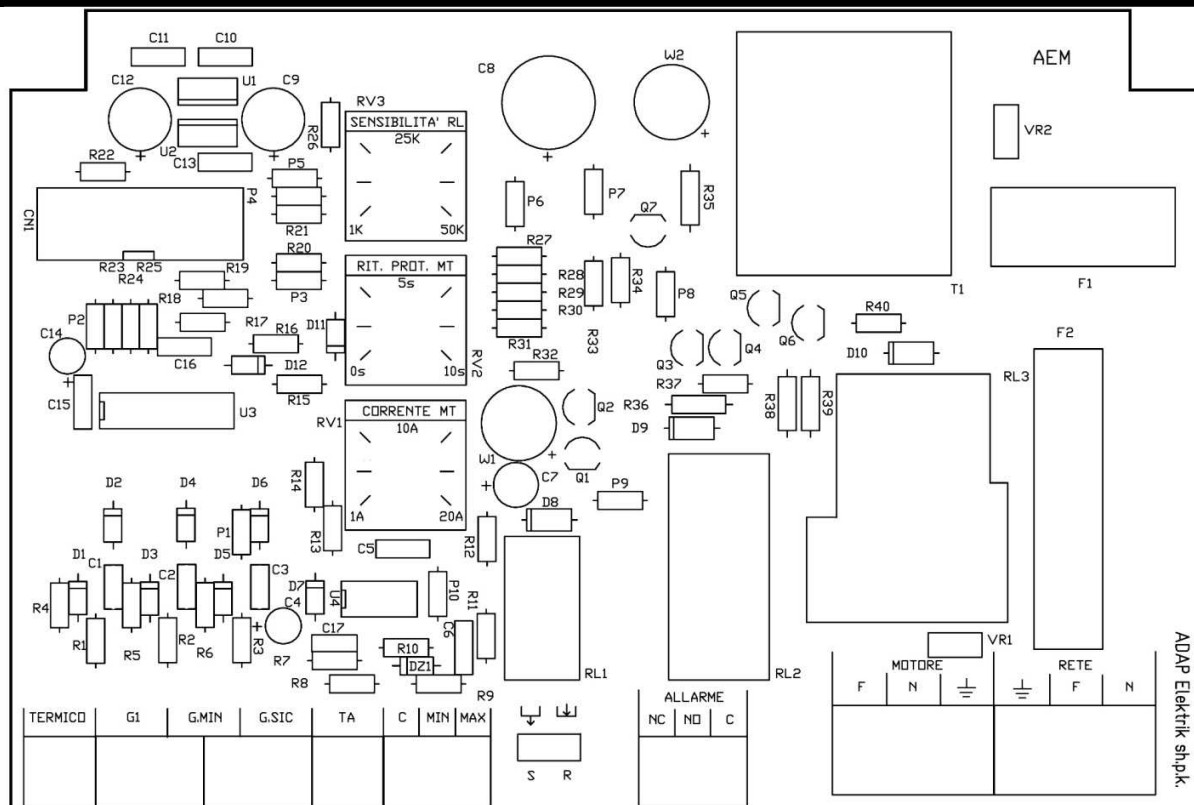 C11
C10
C12
U1
C9
U2
C13
R22
R26
P5
P4
R21
CN1
R23
R25
R24
R19
R18
R20
P3
RV3
SENSIBILITA' RL
25K
1K
50K
RIT. PROT. MT
5s
0s
10s
RV2
D11
P2
C14
C16
R17
R16
D12
R15
C15
U3
RV1
CORRENTE MT
10A
1A
20A
C8
W2
P6
P7
R35
Q7
R27
R28
R29
R30
R31
R33
R34
P8
R32
Q2
W1
Q1
C7
D8
P9
Q3
Q4
Q5
Q6
R37
R36
D9
R38
R39
R40
D10
T1
AEM
VR2
F1
F2
RL3
D2
D4
D6
P1
R14
R13
D1
C1
D3
C2
D5
C3
R4
R1
R5
R2
R6
R3
C4
D7
U4
C5
P10
R12
R11
C6
C17
R7
R8
R10
DZ1
R9
RL1
RL2
VR1
TERMICO
G1
G.MIN
G.SIC
TA
C
MIN
MAX
S
R
ALLARME
NC
NO
C
MOTORE
F
N
RETE
F
N
ADAP Elektrik sh.p.k.